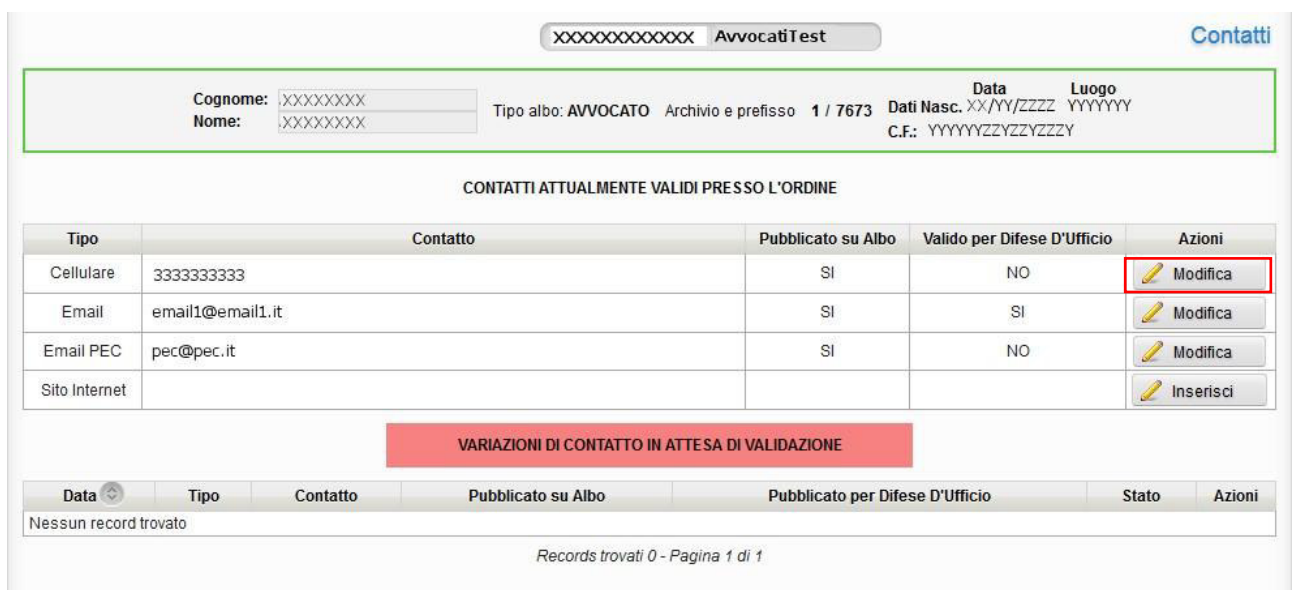 XXXXXXXXXXXX AvvocatiTest
Contatti
Cognome: XXXXXXXX
Nome: XXXXXXXX
Tipo albo: AVVOCATO Archivio e prefisso 1 / 7673
Data Luogo
Dati Nasc. XX/YY/ZZZZ YYYYYYY
C.F.: YYYYYYZZYZZYZZZY
CONTATTI ATTUALMENTE VALIDI PRESSO L'ORDINE
Tipo Contatto Pubblicato su Albo Valido per Difese D'Ufficio Azioni
Cellulare 3333333333 SI NO Modifica
Email email1@email1.it SI SI Modifica
Email PEC pec@pec.it SI NO Modifica
Sito Internet Inserisci
VARIAZIONI DI CONTATTO IN ATTESA DI VALIDAZIONE
Data Tipo Contatto Pubblicato su Albo Pubblicato per Difese D'Ufficio Stato Azioni
Nessun record trovato
Records trovati 0 - Pagina 1 di 1